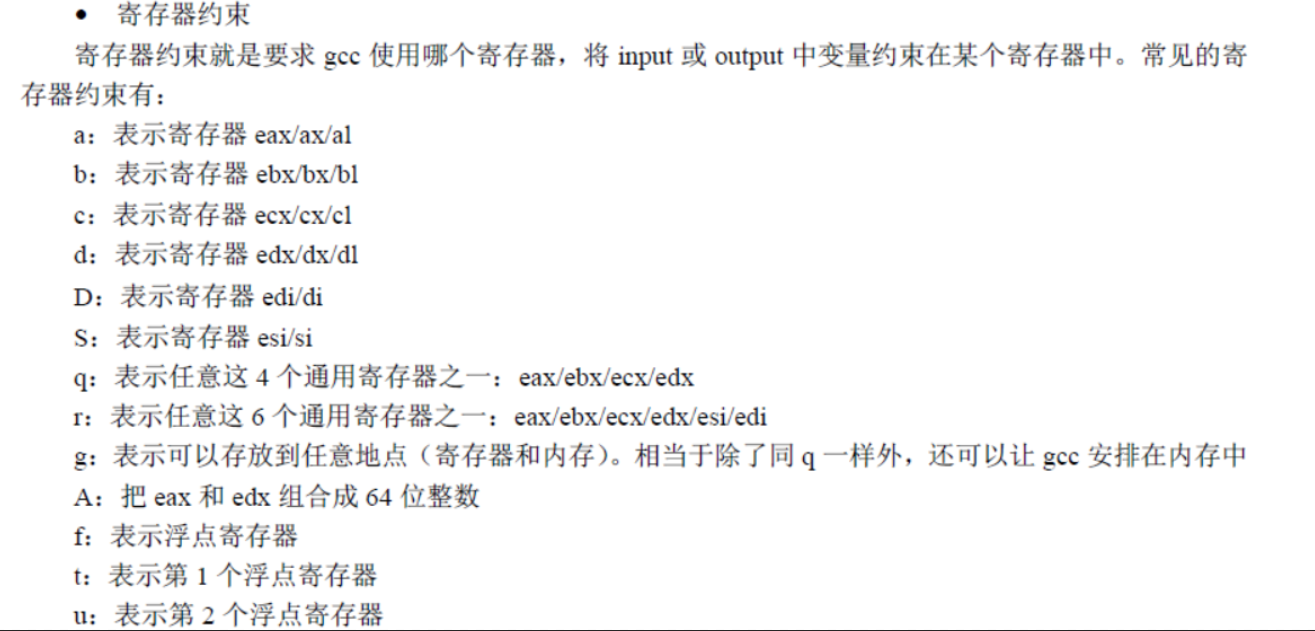 • 寄存器约束
寄存器约束就是要求 gcc 使用哪个寄存器，将 input 或 output 中变量约束在某个寄存器中。常见的寄
存器约束有：
a：表示寄存器 eax/ax/al
b：表示寄存器 ebx/bx/bl
c：表示寄存器 ecx/cx/cl
d：表示寄存器 edx/dx/dl
D：表示寄存器 edi/di
S：表示寄存器 esi/si
q：表示任意这 4 个通用寄存器之一：eax/ebx/ecx/edx
r：表示任意这 6 个通用寄存器之一：eax/ebx/ecx/edx/esi/edi
g：表示可以存放到任意地点（寄存器和内存）。相当于除了同 q 一样外，还可以让 gcc 安排在内存中
A：把 eax 和 edx 组合成 64 位整数
f：表示浮点寄存器
t：表示第 1 个浮点寄存器
u：表示第 2 个浮点寄存器